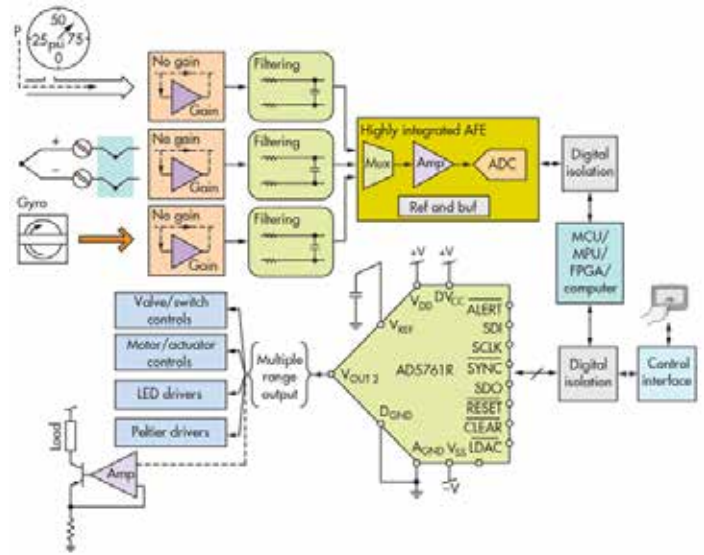 P
50
25
psi
75
0
No gain
Gain
Filtering
+
−
No gain
Gain
Filtering
Gyro
No gain
Gain
Filtering
Highly integrated AFE
Mux
Amp
ADC
Ref and buf
Digital
isolation
MCU/
MPU/
FPGA/
computer
Digital
isolation
Control
interface
+V
+V
VDD
DVCC
VREF
ALERT
SDI
SCLK
SYNC
SDO
RESET
CLEAR
LDAC
AD5761R
VOUT 2
DGND
AGND
VSS
−V
Multiple
range
output
Valve/switch
controls
Motor/actuator
controls
LED drivers
Peltier drivers
Load
Amp